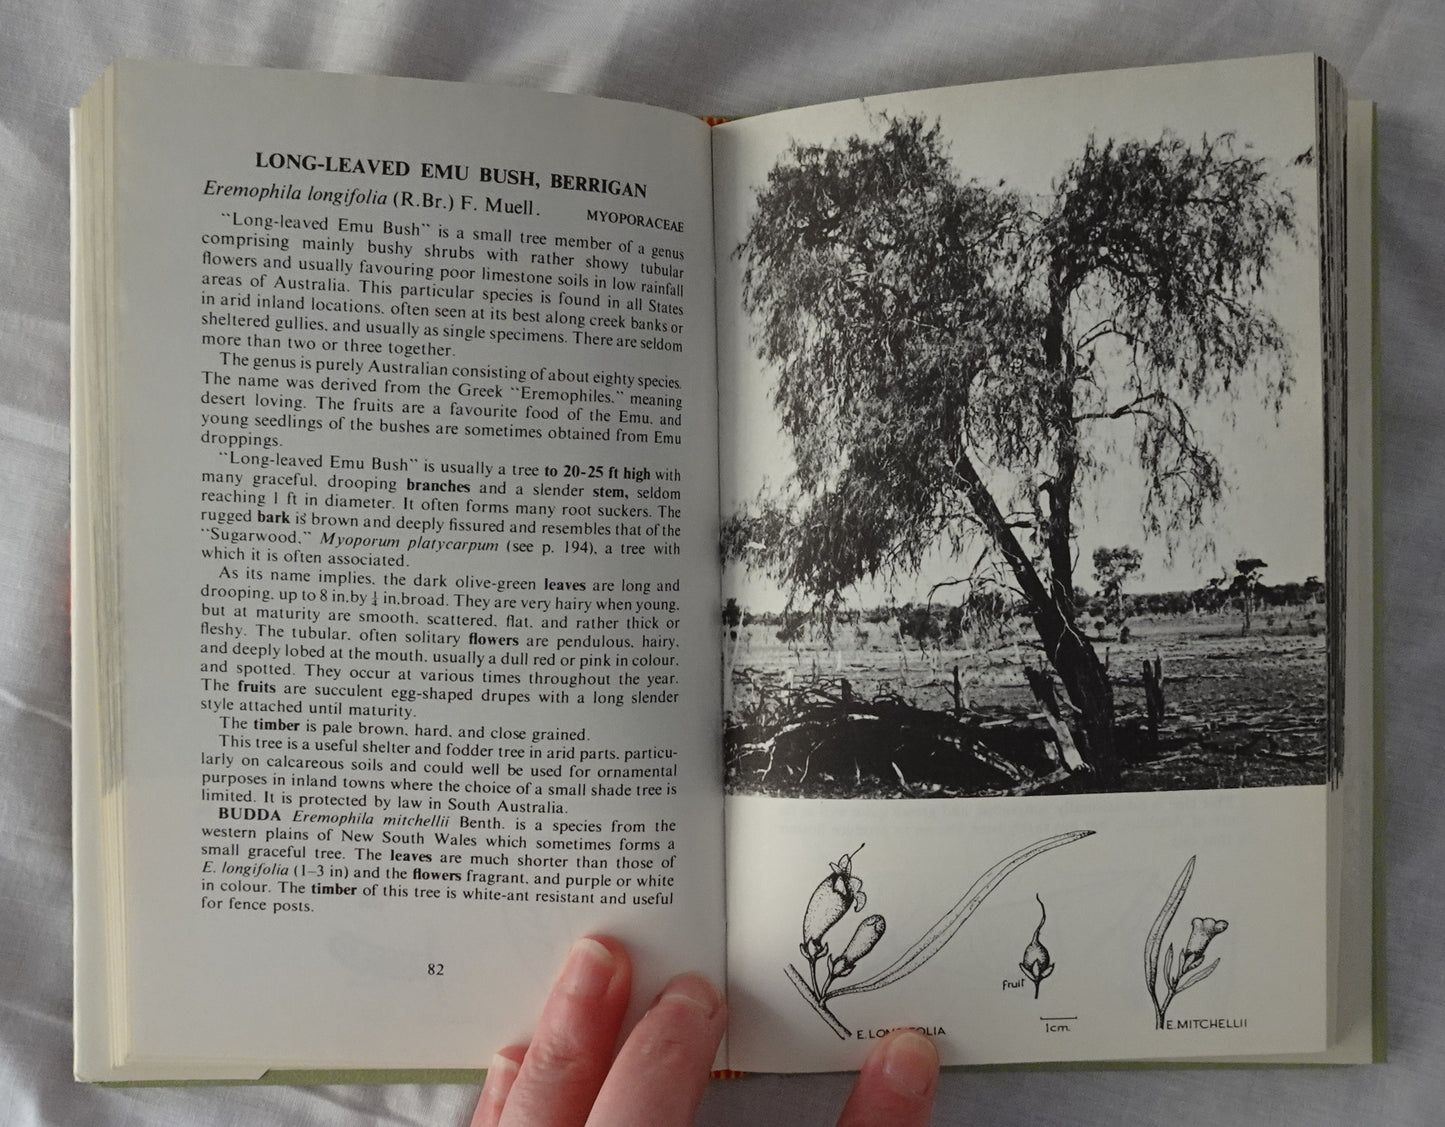 LONG-LEAVED EMU BUSH, BERRIGAN
Eremophila longifolia (R.Br.) F. Muell. MYOPORACEAE
"Long-leaved Emu Bush" is a small tree member of a genus
comprising mainly bushy shrubs with rather showy tubular
flowers and usually favouring poor limestone soils in low rainfall
areas of Australia. This particular species is found in all States
in arid inland locations, often seen at its best along creek banks or
sheltered gullies, and usually as single specimens. There are seldom
more than two or three together.
The genus is purely Australian consisting of about eighty species.
The name was derived from the Greek "Eremophiles," meaning
desert loving. The fruits are a favourite food of the Emu, and
young seedlings of the bushes are sometimes obtained from Emu
droppings.
"Long-leaved Emu Bush" is usually a tree to 20-25 ft high with
many graceful, drooping branches and a slender stem, seldom
reaching 1 ft in diameter. It often forms many root suckers. The
rugged bark is brown and deeply fissured and resembles that of the
"Sugarwood," Myoporum platycarpum (see p. 194), a tree with
which it is often associated.
As its name implies, the dark olive-green leaves are long and
drooping, up to 8 in.by ¼ in.broad. They are very hairy when young,
but at maturity are smooth, scattered, flat, and rather thick or
fleshy. The tubular, often solitary flowers are pendulous, hairy,
and deeply lobed at the mouth, usually a dull red or pink in colour,
and spotted. They occur at various times throughout the year.
The fruits are succulent egg-shaped drupes with a long slender
style attached until maturity.
The timber is pale brown, hard, and close grained.
This tree is a useful shelter and fodder tree in arid parts, particu-
larly on calcareous soils and could well be used for ornamental
purposes in inland towns where the choice of a small shade tree is
limited. It is protected by law in South Australia.
BUDDA Eremophila mitchellii Benth. is a species from the
western plains of New South Wales which sometimes forms a
small graceful tree. The leaves are much shorter than those of
E. longifolia (1-3 in) and the flowers fragrant, and purple or white
in colour. The timber of this tree is white-ant resistant and useful
for fence posts.
82
fruit
1cm.
E. LONGIFOLIA
E. MITCHELLII